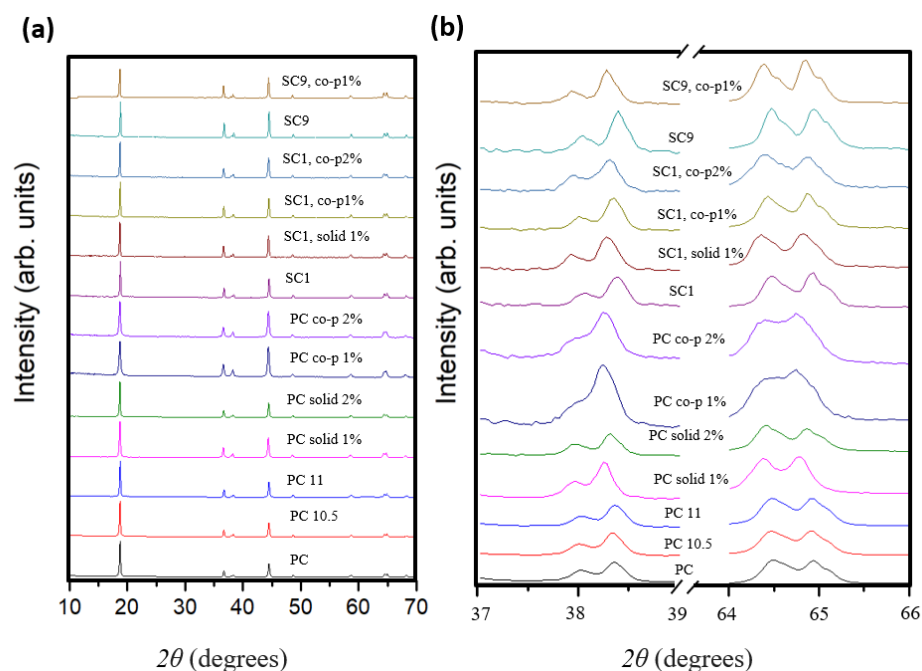 (a)
(b)
SC9, co-p1%
SC9
SC1, co-p2%
SC1, co-p1%
SC1, solid 1%
SC1
PC co-p 2%
PC co-p 1%
PC solid 2%
PC solid 1%
PC 11
PC 10.5
PC
Intensity (arb. units)
10 20 30 40 50 60 70
2θ (degrees)
SC9, co-p1%
SC9
SC1, co-p2%
SC1, co-p1%
SC1, solid 1%
SC1
PC co-p 2%
PC co-p 1%
PC solid 2%
PC solid 1%
PC 11
PC 10.5
PC
Intensity (arb. units)
37 38 39 64 65 66
2θ (degrees)